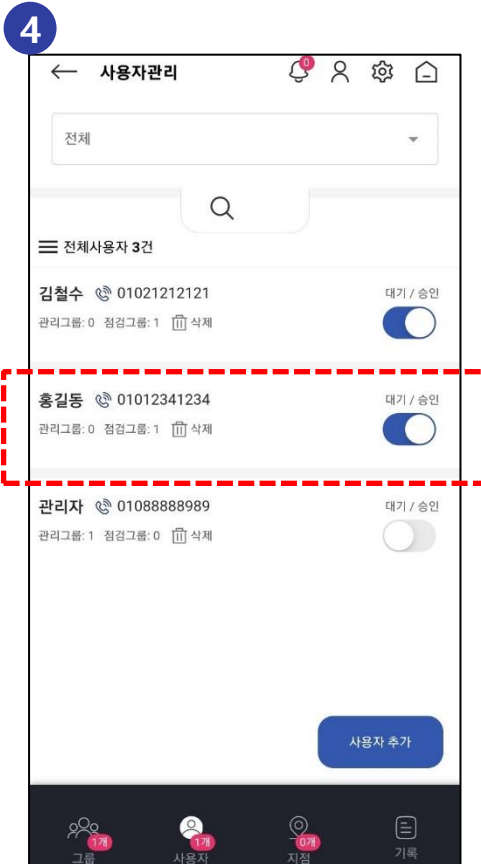 4
사용자관리
0
전체
전체사용자 3건
김철수 01021212121 대기 / 승인
관리그룹: 0 점검그룹: 1 삭제
홍길동 01012341234 대기 / 승인
관리그룹: 0 점검그룹: 1 삭제
관리자 01088888989 대기 / 승인
관리그룹: 1 점검그룹: 0 삭제
사용자 추가
1개 1개 0개
그룹 사용자 지점 기록